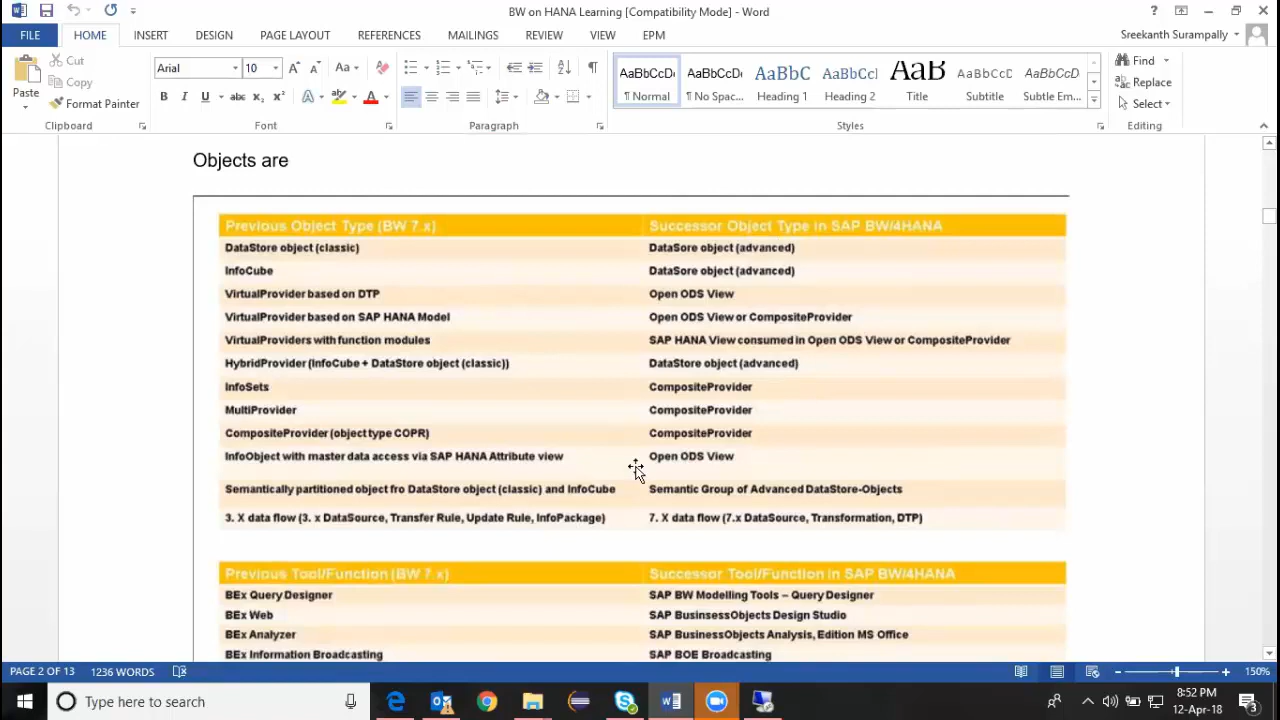 BW on HANA Learning [Compatibility Mode] - Word
FILE HOME INSERT DESIGN PAGE LAYOUT REFERENCES MAILINGS REVIEW VIEW EPM Sreekanth Surampally
Paste
Cut
Copy
Format Painter
Clipboard
Arial 10
Font
Paragraph
AaBbCcDı AaBbCcDı AaBbC AaBbCcI AaB AaBbCcD AaBbCcD
¶ Normal ¶ No Spac... Heading 1 Heading 2 Title Subtitle Subtle Em...
Styles
Find
Replace
Select
Editing
Objects are
Previous Object Type (BW 7.x) Successor Object Type in SAP BW/4HANA
DataStore object (classic) DataSore object (advanced)
InfoCube DataSore object (advanced)
VirtualProvider based on DTP Open ODS View
VirtualProvider based on SAP HANA Model Open ODS View or CompositeProvider
VirtualProviders with function modules SAP HANA View consumed in Open ODS View or CompositeProvider
HybridProvider (InfoCube + DataStore object (classic)) DataStore object (advanced)
InfoSets CompositeProvider
MultiProvider CompositeProvider
CompositeProvider (object type COPR) CompositeProvider
InfoObject with master data access via SAP HANA Attribute view Open ODS View
Semantically partitioned object fro DataStore object (classic) and InfoCube Semantic Group of Advanced DataStore-Objects
3. X data flow (3. x DataSource, Transfer Rule, Update Rule, InfoPackage) 7. X data flow (7.x DataSource, Transformation, DTP)
Previous Tool/Function (BW 7.x) Successor Tool/Function in SAP BW/4HANA
BEx Query Designer SAP BW Modelling Tools – Query Designer
BEx Web SAP BusinsessObjects Design Studio
BEx Analyzer SAP BusinessObjects Analysis, Edition MS Office
BEx Information Broadcasting SAP BOE Broadcasting
PAGE 2 OF 13 1236 WORDS 150%
Type here to search
8:52 PM
12-Apr-18
3